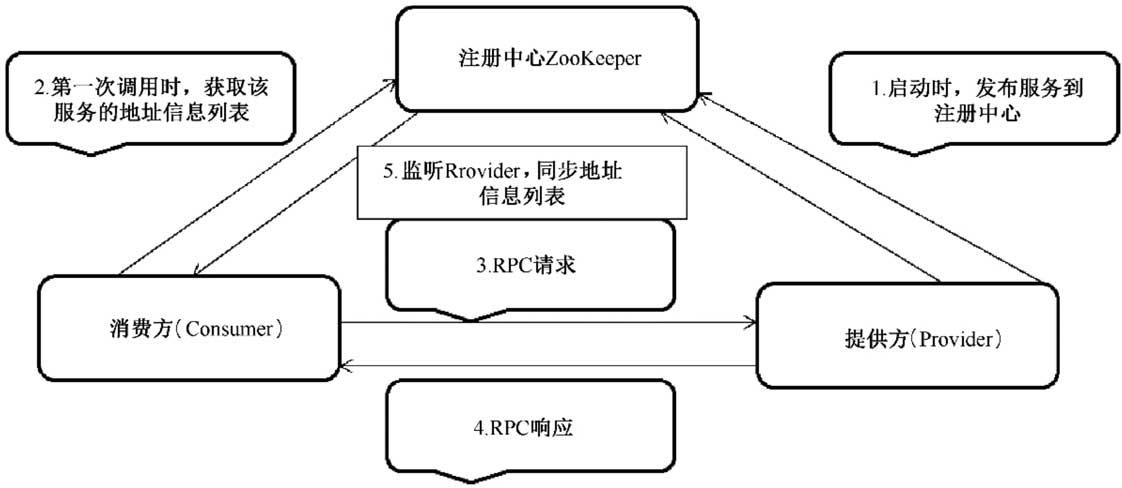 注册中心ZooKeeper
2.第一次调用时，获取该
服务的地址信息列表
1.启动时，发布服务到
注册中心
5.监听Rrovider，同步地址
信息列表
3.RPC请求
消费方（Consumer）
提供方（Provider）
4.RPC响应